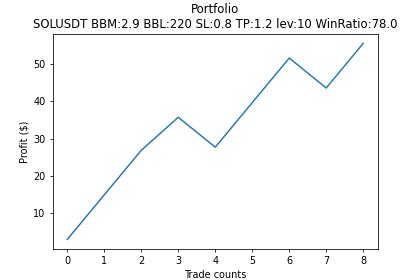 Portfolio
SOLUSDT BBM:2.9 BBL:220 SL:0.8 TP:1.2 lev:10 WinRatio:78.0
50
40
30
20
10
Profit ($)
0 1 2 3 4 5 6 7 8
Trade counts